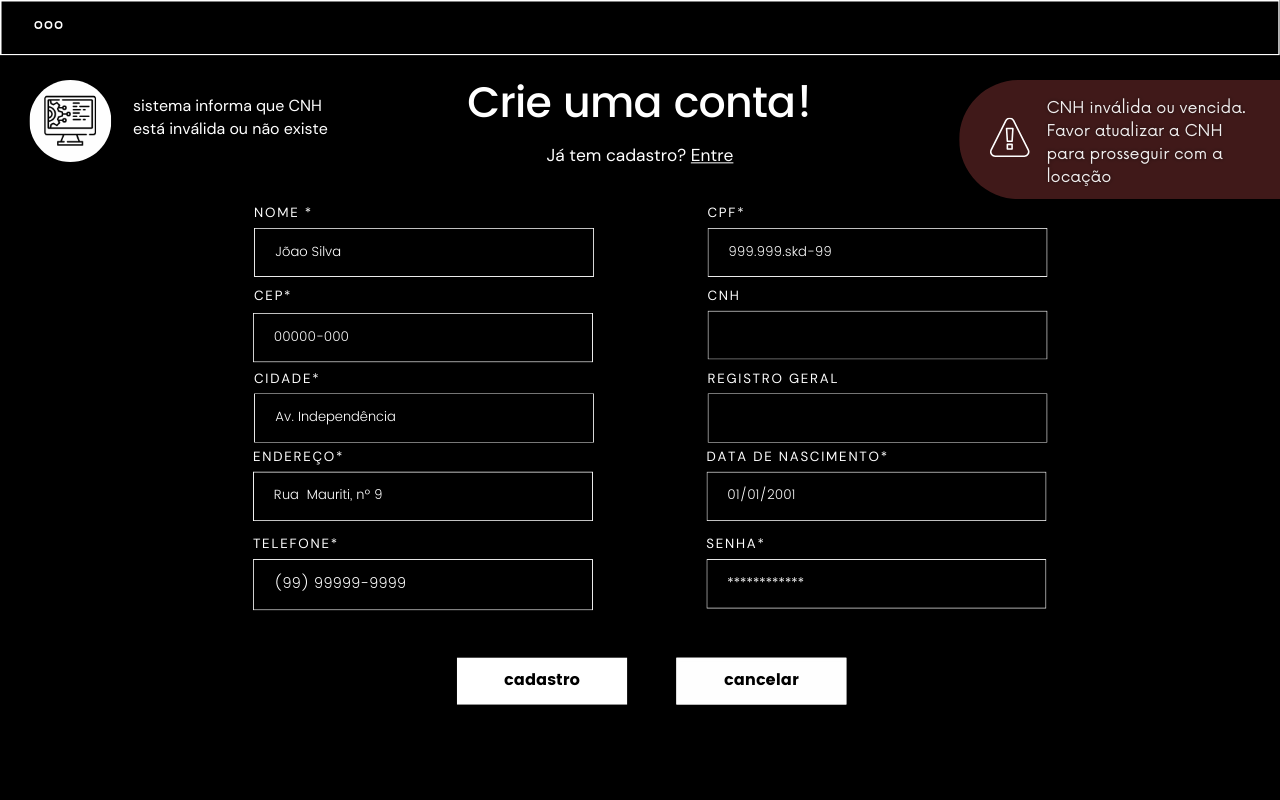 sistema informa que CNH
está inválida ou não existe
Crie uma conta!
Já tem cadastro? Entre
CNH inválida ou vencida.
Favor atualizar a CNH
para prosseguir com a
locação
NOME *
Jõao Silva
CEP*
00000-000
CIDADE*
Av. Independência
ENDEREÇO*
Rua  Mauriti, nº 9
TELEFONE*
(99) 99999-9999
CPF*
999.999.skd-99
CNH
REGISTRO GERAL
DATA DE NASCIMENTO*
01/01/2001
SENHA*
************
cadastro
cancelar